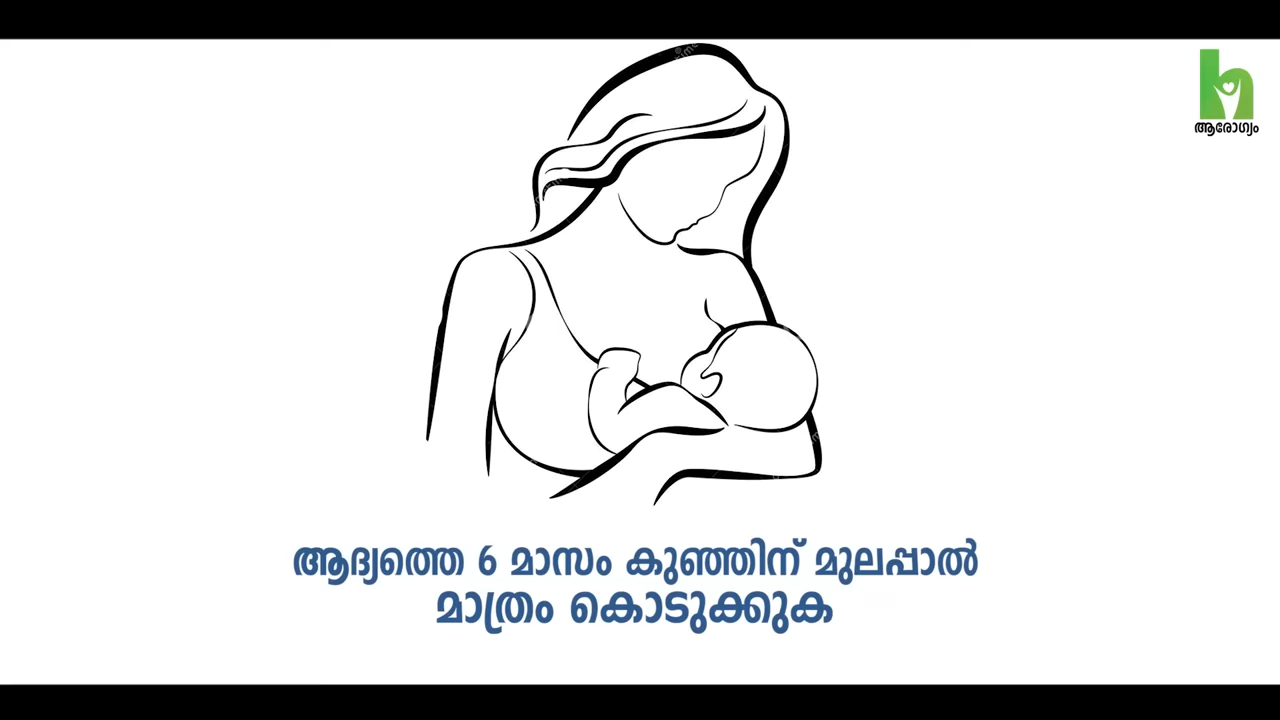 ആരോഗ്യം
ആദ്യത്തെ 6 മാസം കുഞ്ഞിന് മുലപ്പാൽ
മാത്രം കൊടുക്കുക